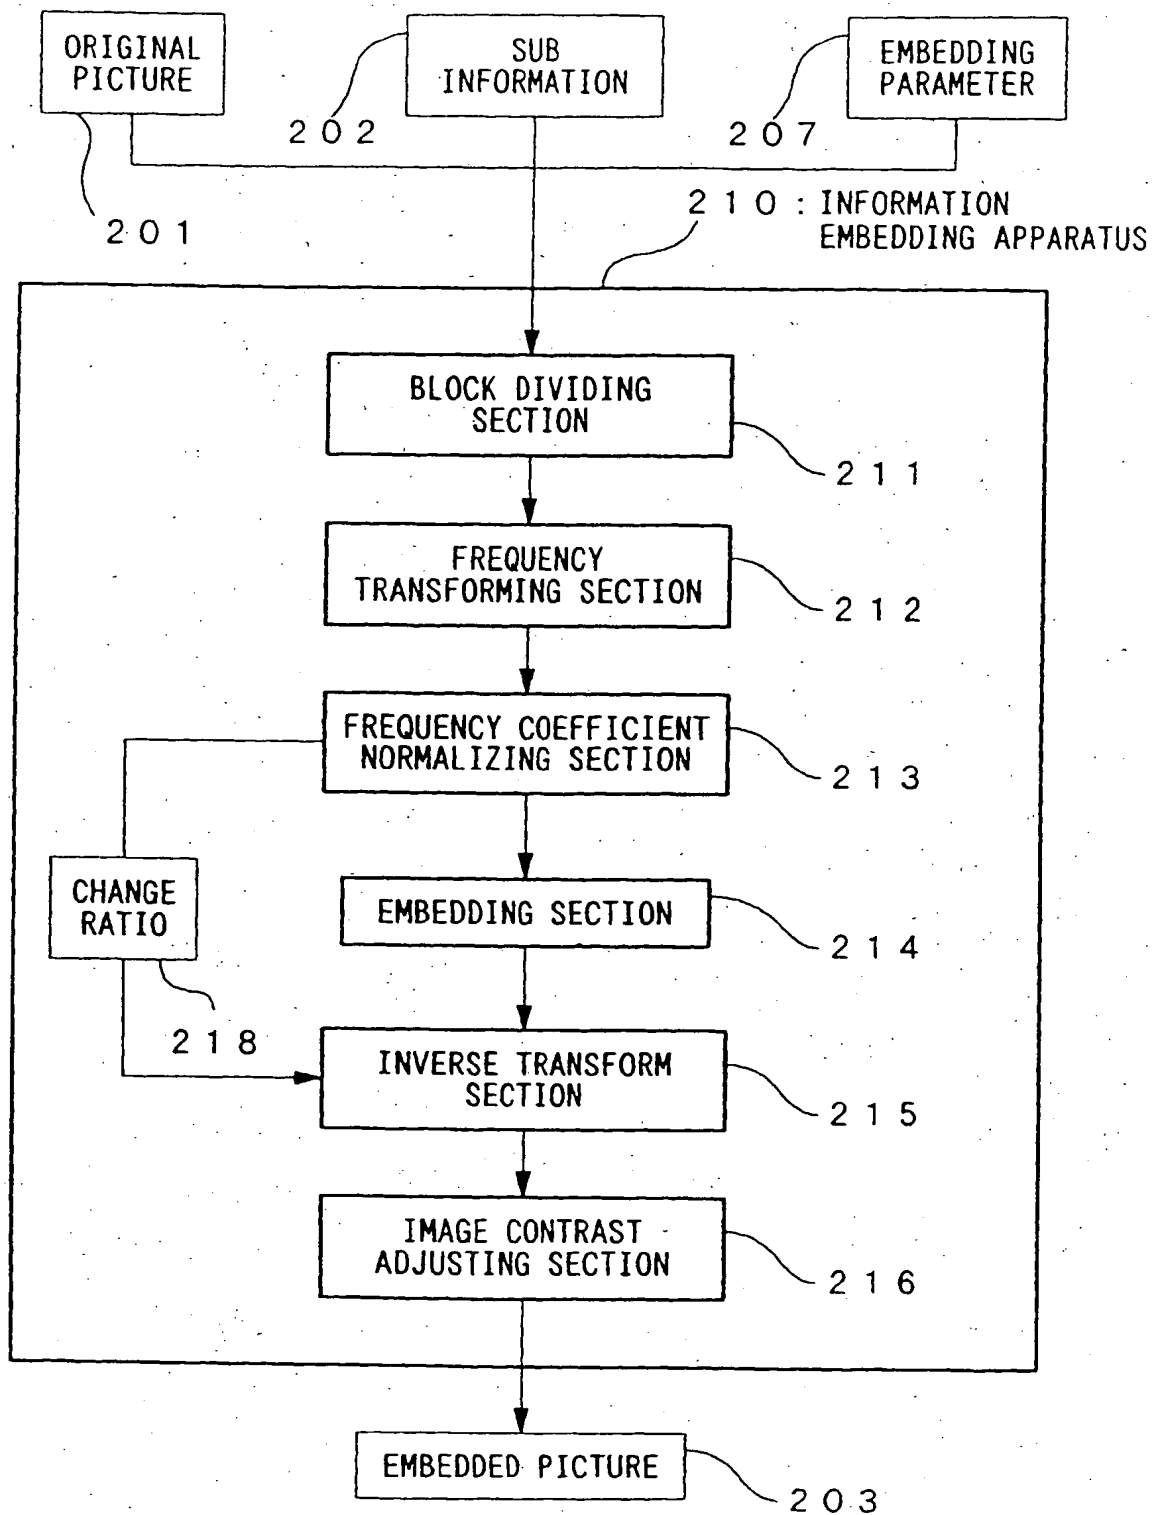 ORIGINAL
PICTURE
SUB
INFORMATION
EMBEDDING
PARAMETER
202
207
201
210 : INFORMATION
EMBEDDING APPARATUS
BLOCK DIVIDING
SECTION
211
FREQUENCY
TRANSFORMING SECTION
212
FREQUENCY COEFFICIENT
NORMALIZING SECTION
213
CHANGE
RATIO
EMBEDDING SECTION
214
218
INVERSE TRANSFORM
SECTION
215
IMAGE CONTRAST
ADJUSTING SECTION
216
EMBEDDED PICTURE
203